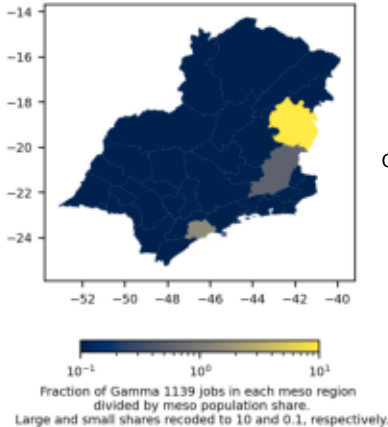 −14
−16
−18
−20
−22
−24
−52 −50 −48 −46 −44 −42 −40
10⁻¹ 10⁰ 10¹
Fraction of Gamma 1139 jobs in each meso region
divided by meso population share.
Large and small shares recoded to 10 and 0.1, respectively.